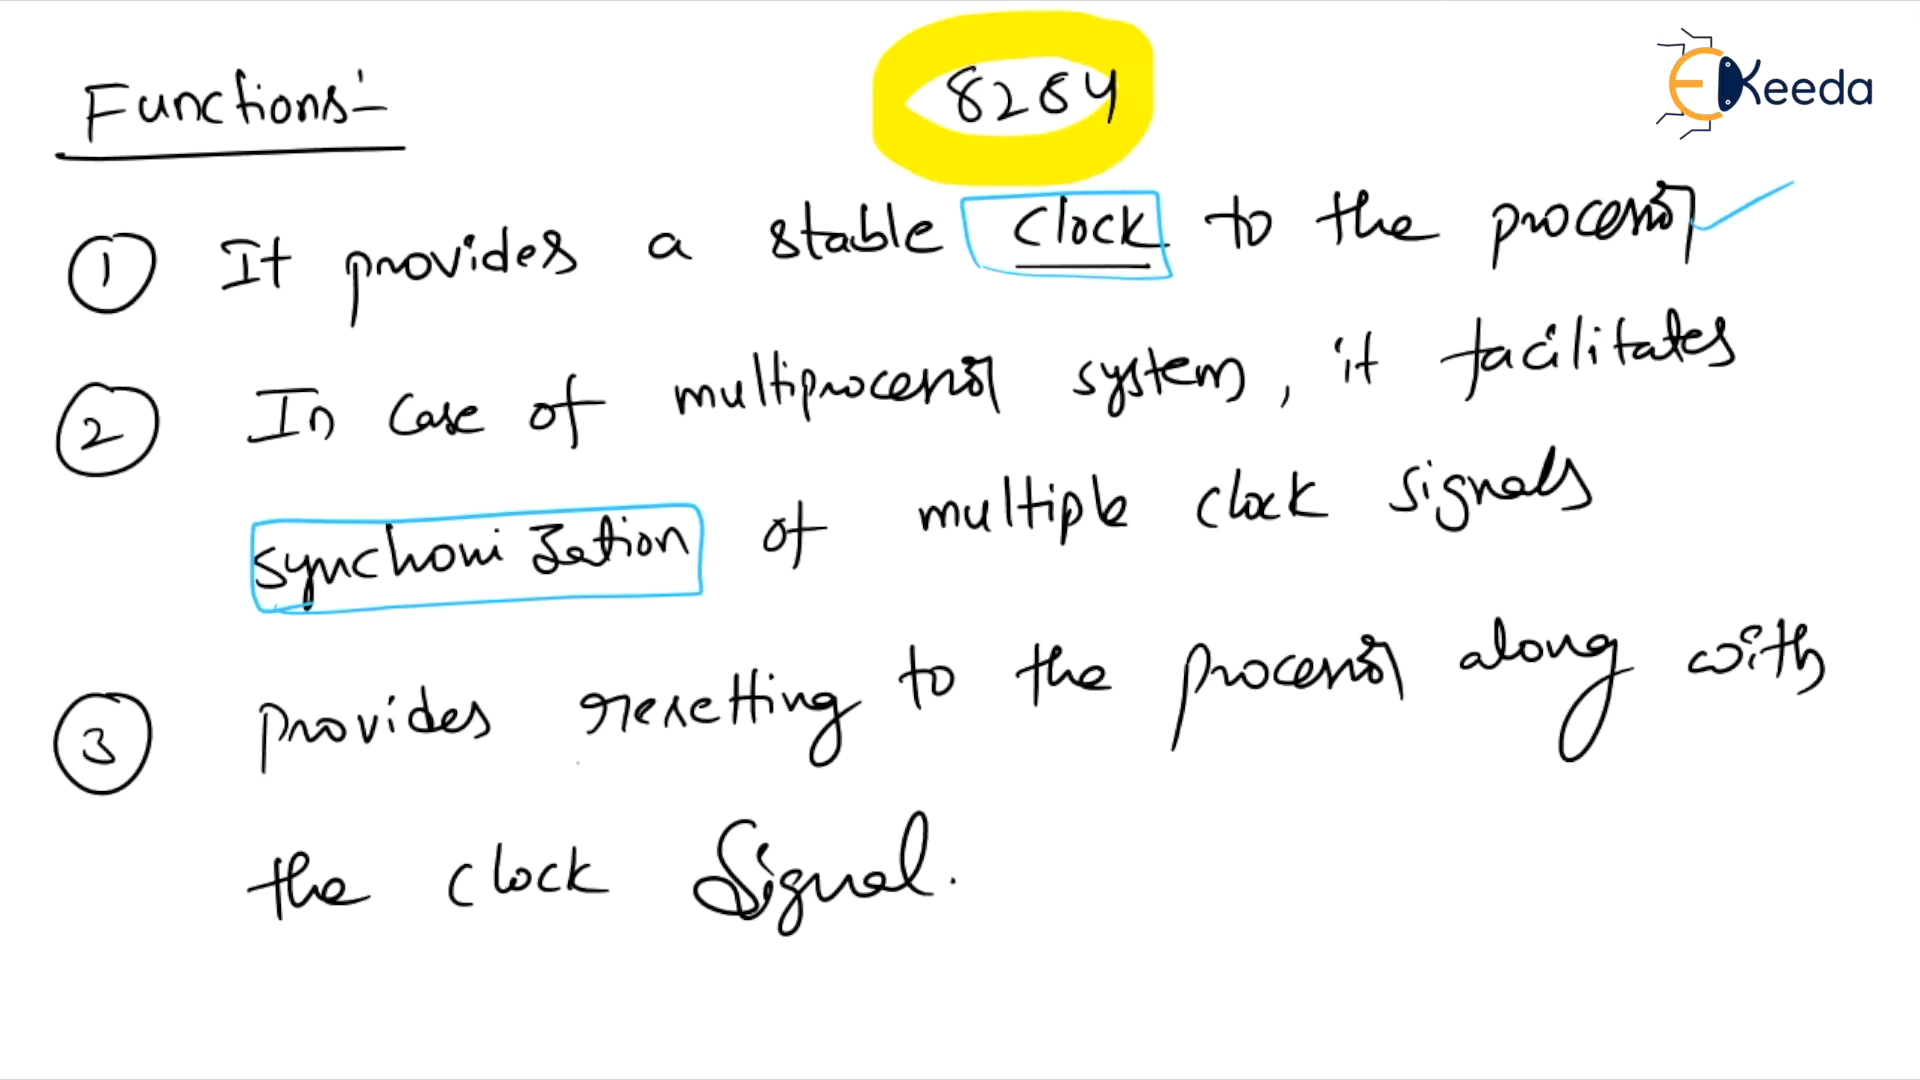 Functions:-
8284
EKeeda
① It provides a stable clock to the processor
② In case of multiprocessor system, it facilitates
synchonization of multiple clock signals
③ provides resetting to the processor along with
the clock signal.